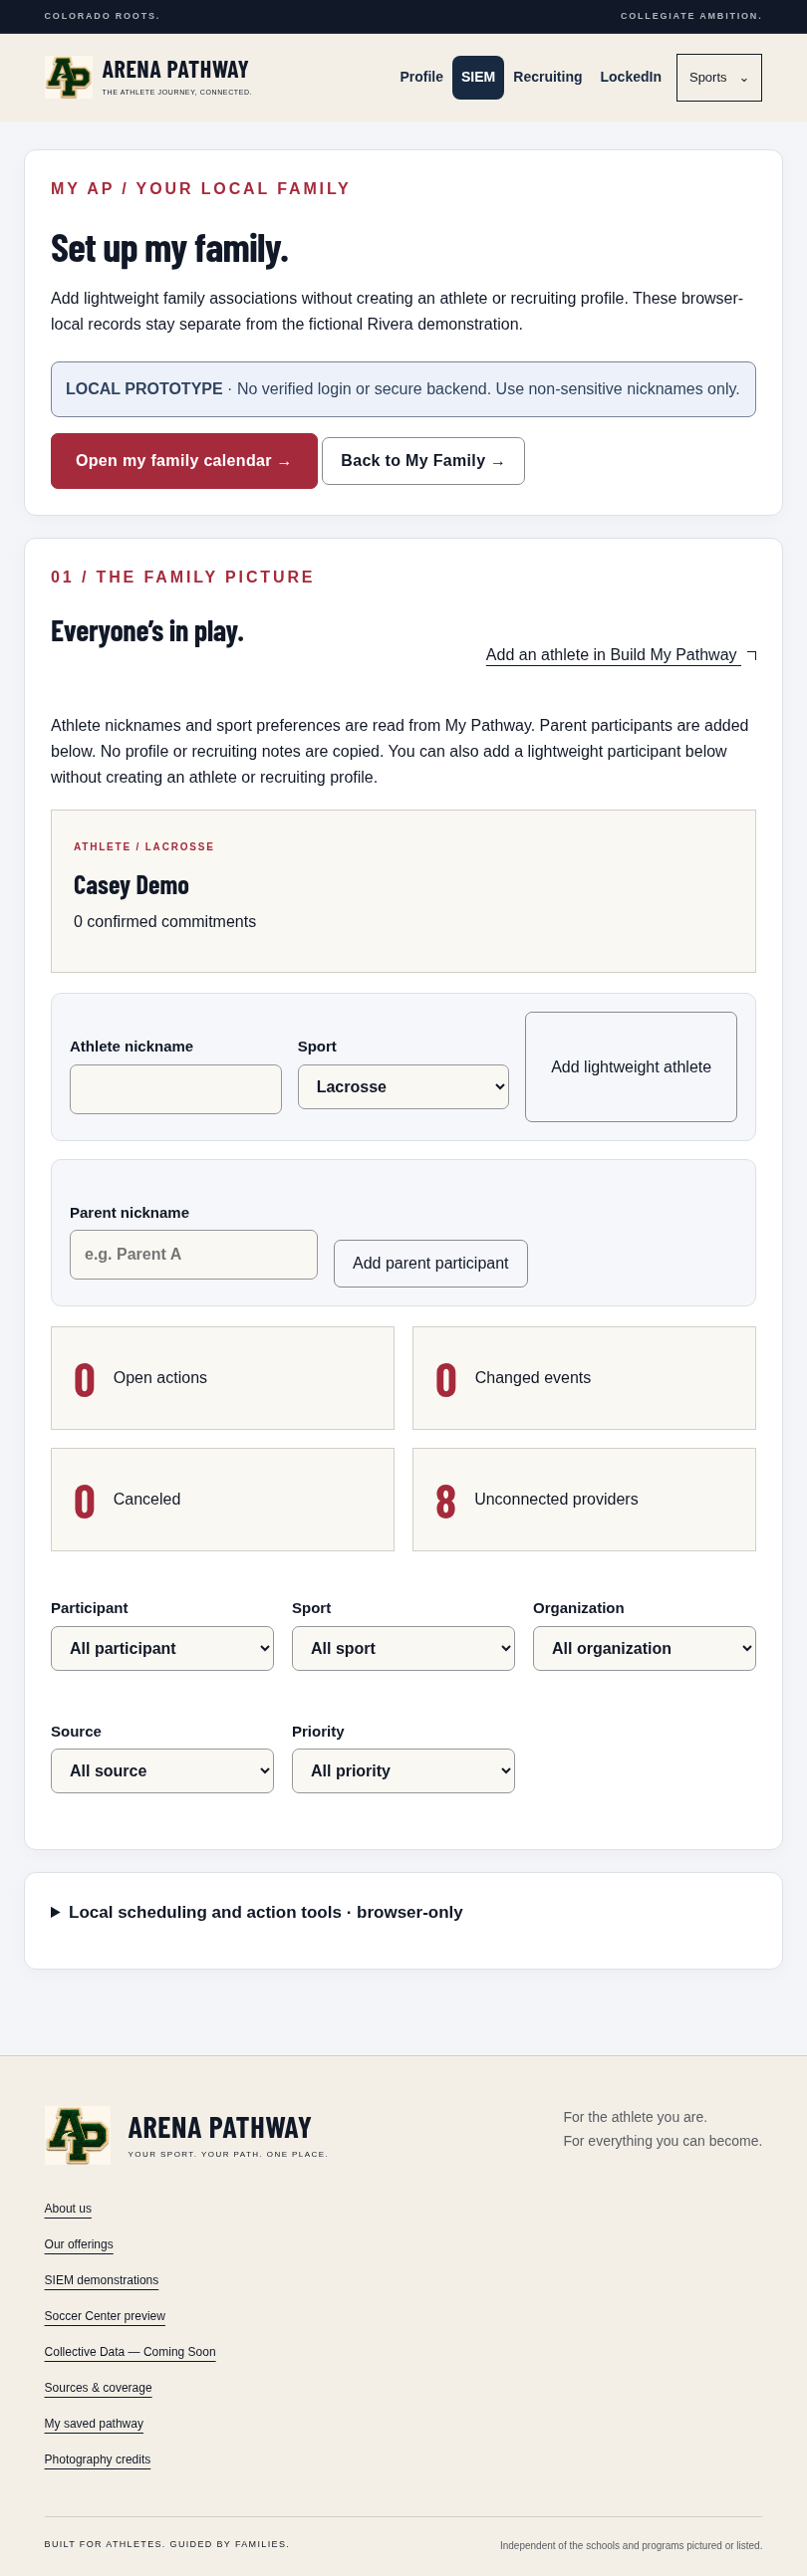 COLORADO ROOTS.
COLLEGIATE AMBITION.
AP
ARENA PATHWAY
THE ATHLETE JOURNEY, CONNECTED.
Profile
SIEM
Recruiting
LockedIn
Sports
MY AP / YOUR LOCAL FAMILY
Set up my family.
Add lightweight family associations without creating an athlete or recruiting profile. These browser-
local records stay separate from the fictional Rivera demonstration.
LOCAL PROTOTYPE · No verified login or secure backend. Use non-sensitive nicknames only.
Open my family calendar →
Back to My Family →
01 / THE FAMILY PICTURE
Everyone’s in play.
Add an athlete in Build My Pathway
Athlete nicknames and sport preferences are read from My Pathway. Parent participants are added
below. No profile or recruiting notes are copied. You can also add a lightweight participant below
without creating an athlete or recruiting profile.
ATHLETE / LACROSSE
Casey Demo
0 confirmed commitments
Athlete nickname
Sport
Lacrosse
Add lightweight athlete
Parent nickname
e.g. Parent A
Add parent participant
0 Open actions
0 Changed events
0 Canceled
8 Unconnected providers
Participant
Sport
Organization
All participant
All sport
All organization
Source
Priority
All source
All priority
Local scheduling and action tools · browser-only
AP
ARENA PATHWAY
YOUR SPORT. YOUR PATH. ONE PLACE.
For the athlete you are.
For everything you can become.
About us
Our offerings
SIEM demonstrations
Soccer Center preview
Collective Data — Coming Soon
Sources & coverage
My saved pathway
Photography credits
BUILT FOR ATHLETES. GUIDED BY FAMILIES.
Independent of the schools and programs pictured or listed.